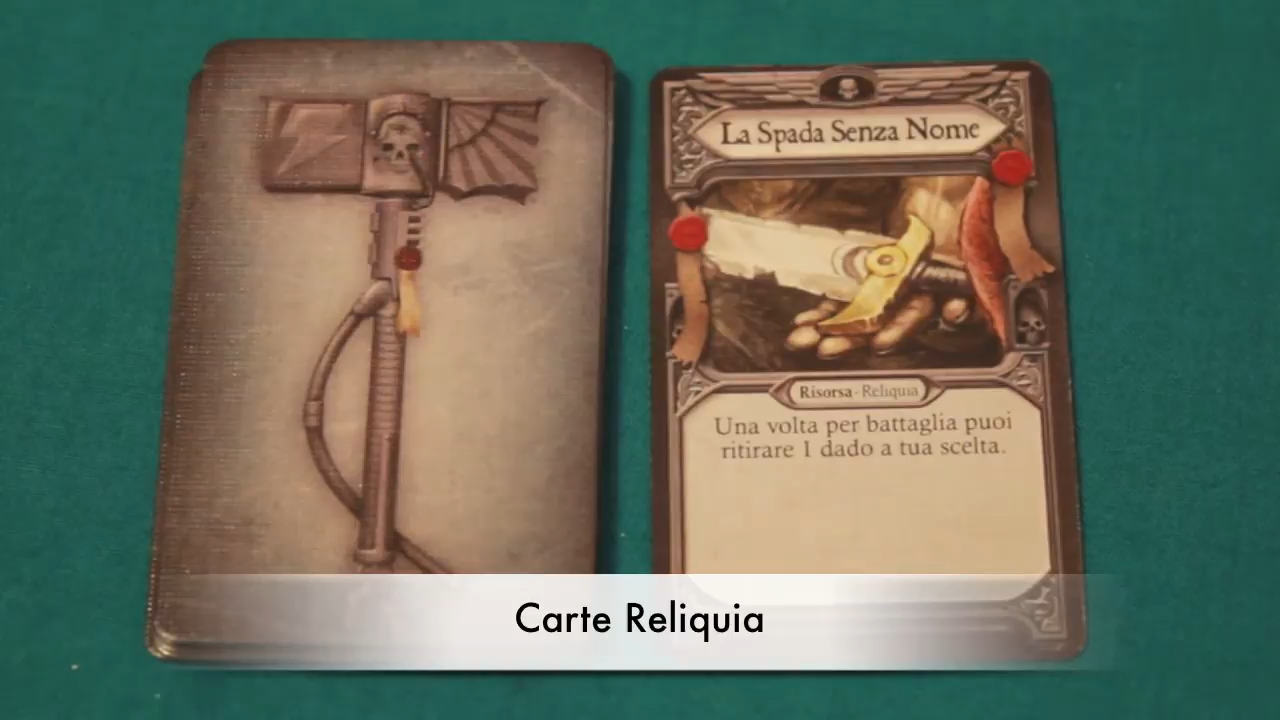 La Spada Senza Nome
Risorsa - Reliquia
Una volta per battaglia puoi
ritirare 1 dado a tua scelta.
Carte Reliquia